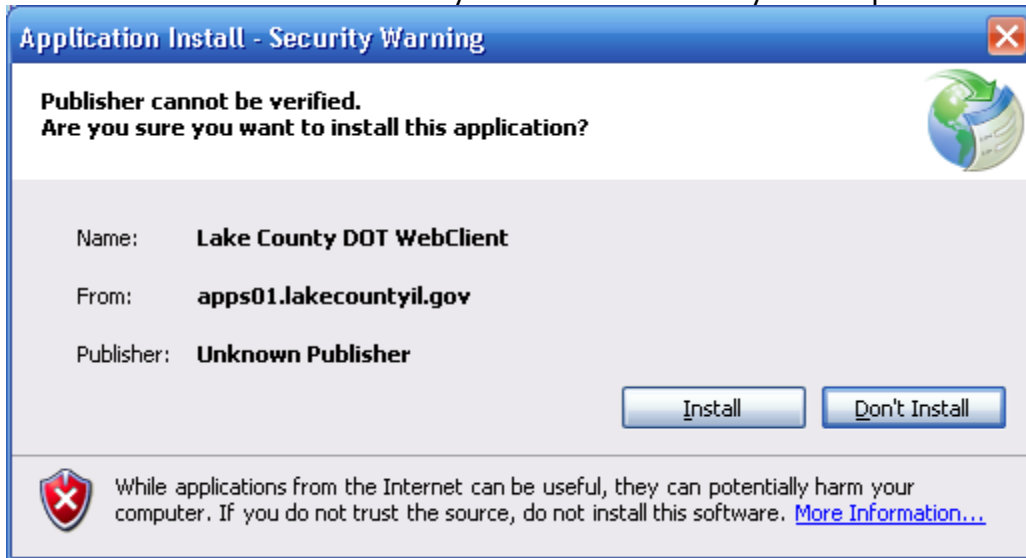 Application Install - Security Warning
Publisher cannot be verified.
Are you sure you want to install this application?
Name: Lake County DOT WebClient
From: apps01.lakecountyil.gov
Publisher: Unknown Publisher
Install Don't Install
While applications from the Internet can be useful, they can potentially harm your
computer. If you do not trust the source, do not install this software. More Information...